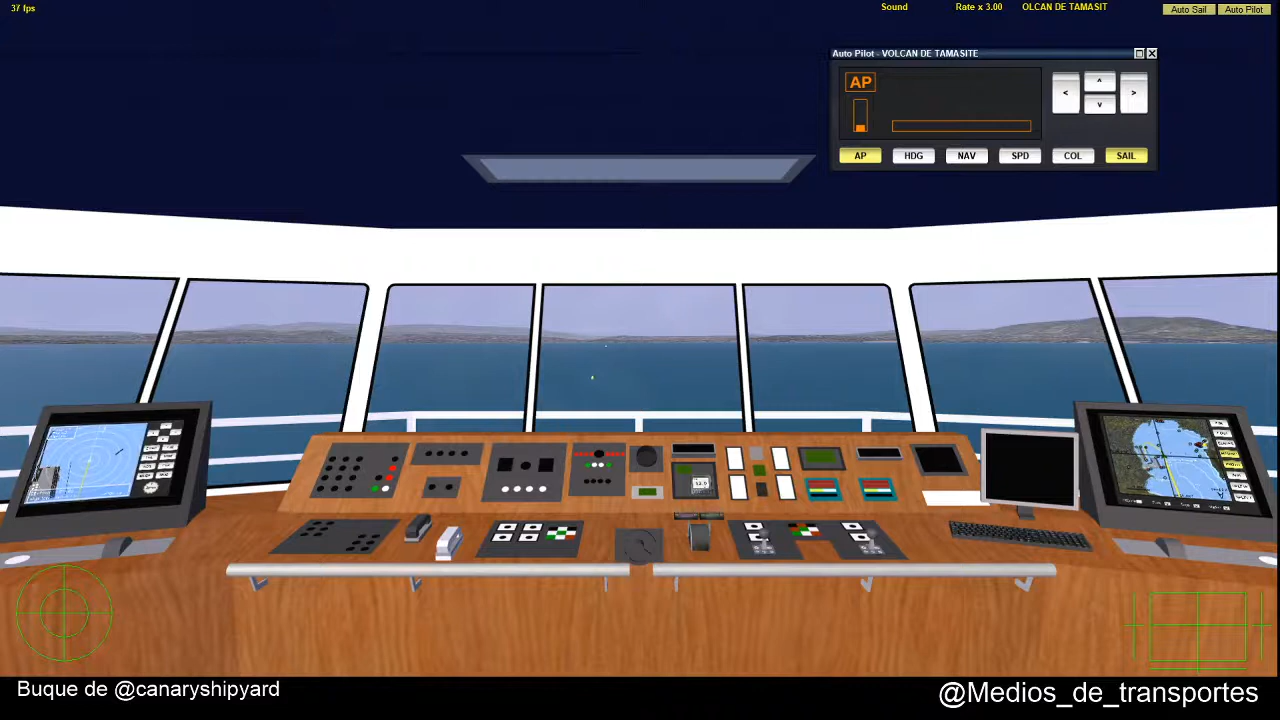 37 fps
Sound
Rate x 3.00
OLCAN DE TAMASIT
Auto Sail
Auto Pilot
Auto Pilot - VOLCAN DE TAMASITE
AP
< ^ v >
AP HDG NAV SPD COL SAIL
Buque de @canaryshipyard
@Medios_de_transportes